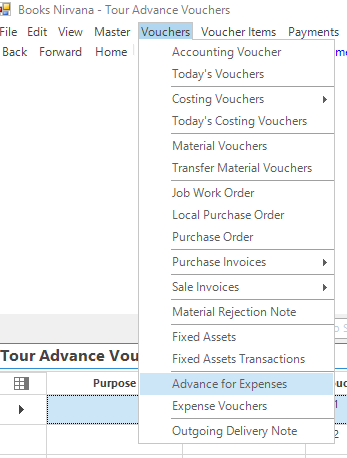 Books Nirvana - Tour Advance Vouchers
File Edit View Master Vouchers Voucher Items Payments
Back Forward Home
Accounting Voucher
Today's Vouchers
Costing Vouchers
Today's Costing Vouchers
Material Vouchers
Transfer Material Vouchers
Job Work Order
Local Purchase Order
Purchase Order
Purchase Invoices
Sale Invoices
Material Rejection Note
Fixed Assets
Tour Advance Vou
Fixed Assets Transactions
Purpose
Advance for Expenses
Expense Vouchers
1
Outgoing Delivery Note
2